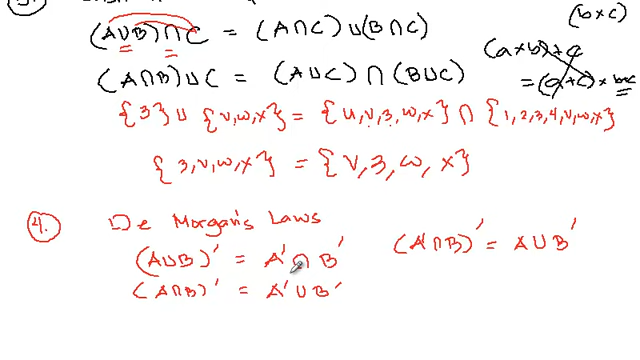 (b×c)
(A∪B)∩C = (A∩C) ∪(B∩C)
(a×b)+c
(A∩B)∪C = (A∪C) ∩ (B∪C)
=(a+c)×b+c
{3} ∪ {v,w,x} = {u,v,3,w,x} ∩ {1,2,3,4,v,w,x}
{3,v,w,x} = {v,3,w,x}
4. De Morgan's Laws
(A∪B)' = A' ∩ B'
(A'∩B)' = A∪B'
(A∩B)' = A' ∪ B'